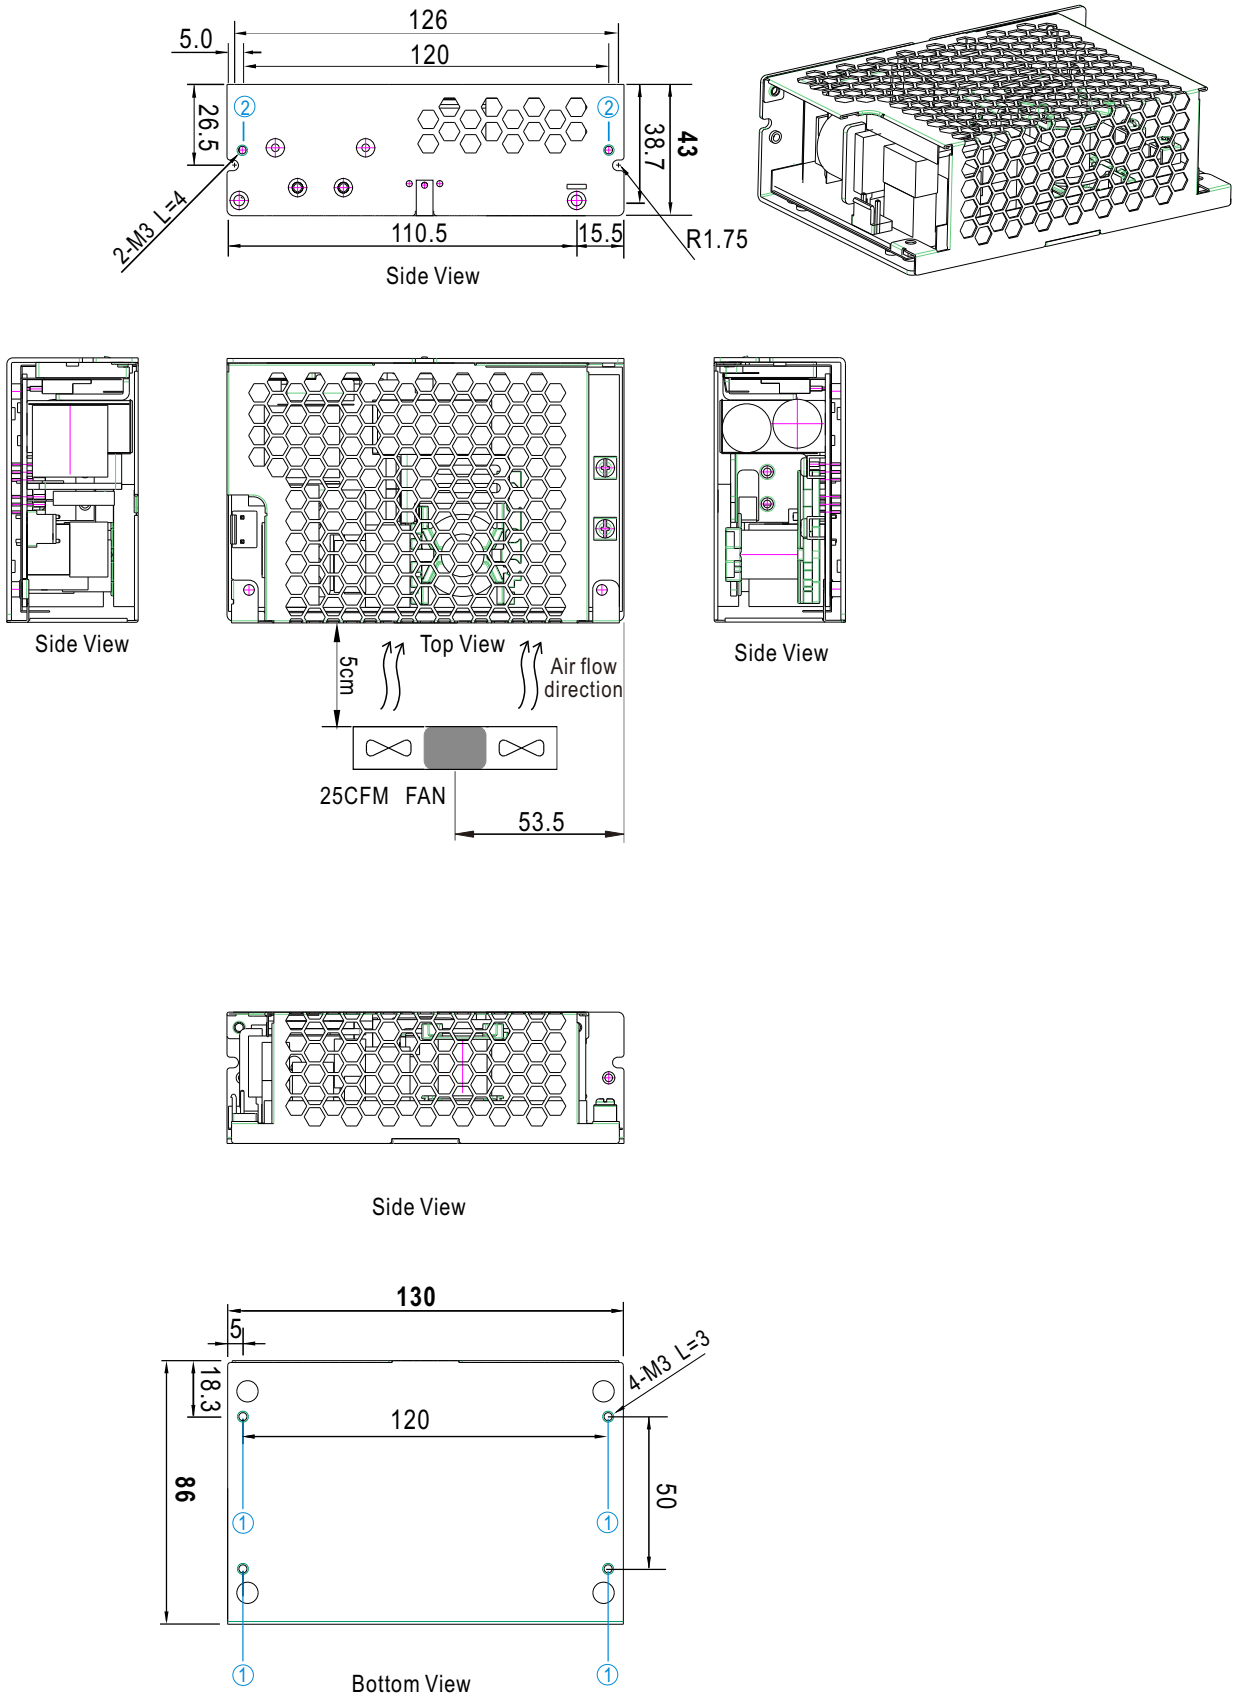 126
5.0
120
26.5
②
②
38.7
43
2-M3 L=4
110.5
15.5
R1.75
Side View
Side View
Top View
Side View
5cm
Air flow
direction
25CFM FAN
53.5
Side View
130
5
18.3
4-M3 L=3
120
86
50
①
①
①
①
Bottom View